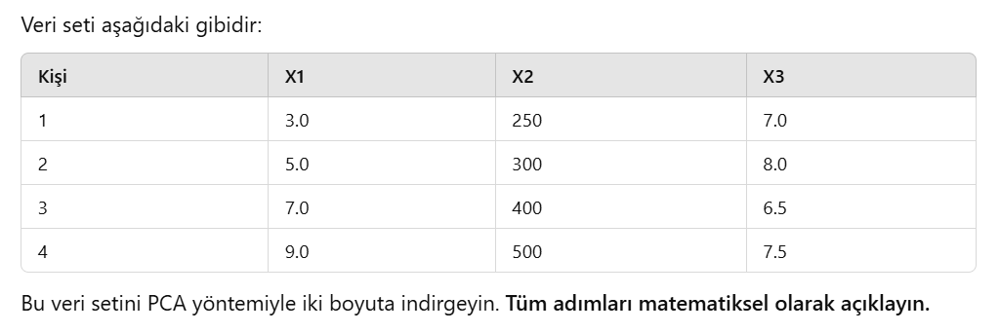 Veri seti aşağıdaki gibidir:
Kişi X1 X2 X3
1 3.0 250 7.0
2 5.0 300 8.0
3 7.0 400 6.5
4 9.0 500 7.5
Bu veri setini PCA yöntemiyle iki boyuta indirgeyin. Tüm adımları matematiksel olarak açıklayın.